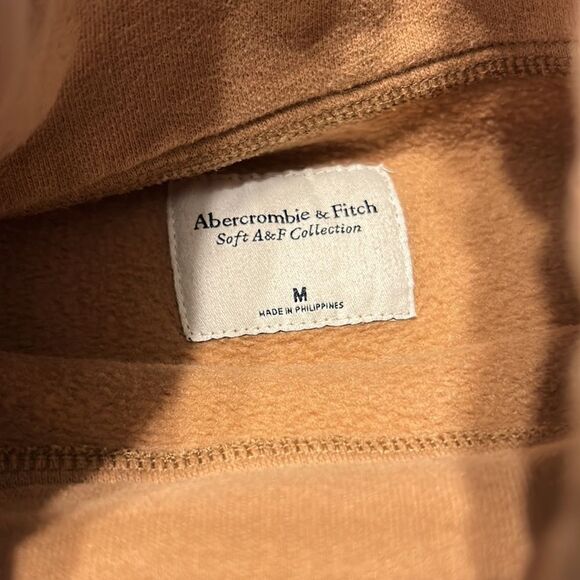 Abercrombie & Fitch
Soft A&F Collection
M
MADE IN PHILIPPINES